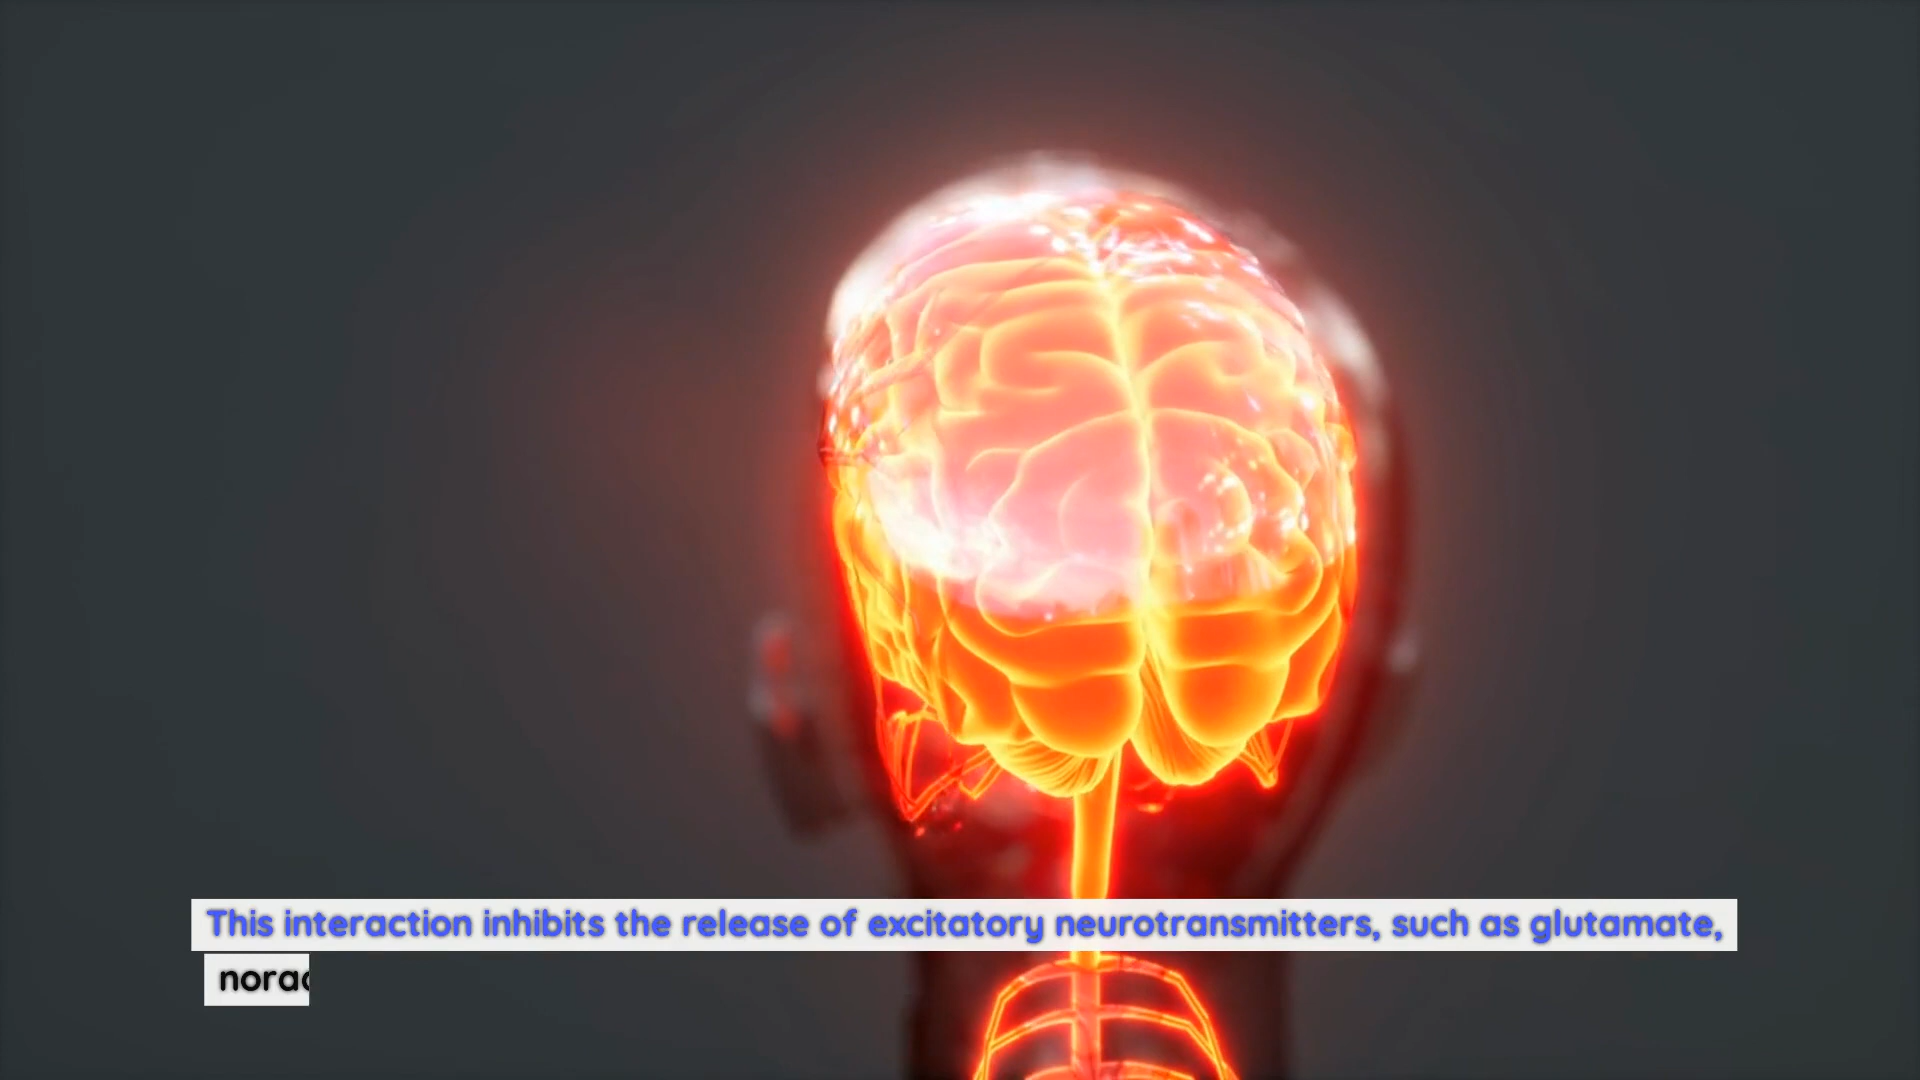 This interaction inhibits the release of excitatory neurotransmitters, such as glutamate,